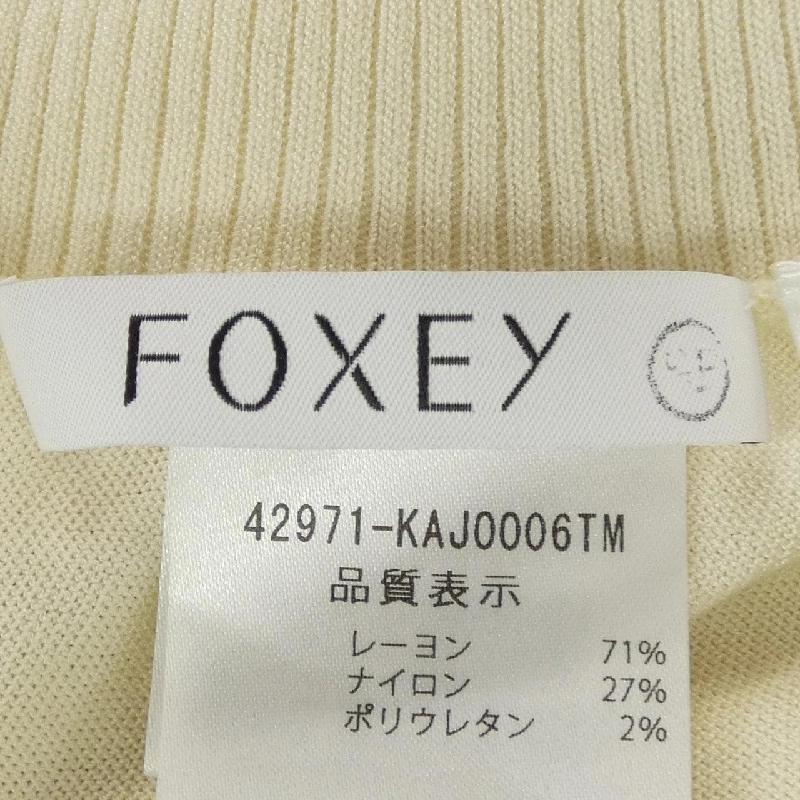 FOXEY
42971-KAJ0006TM
品質表示
レーヨン 71%
ナイロン 27%
ポリウレタン 2%